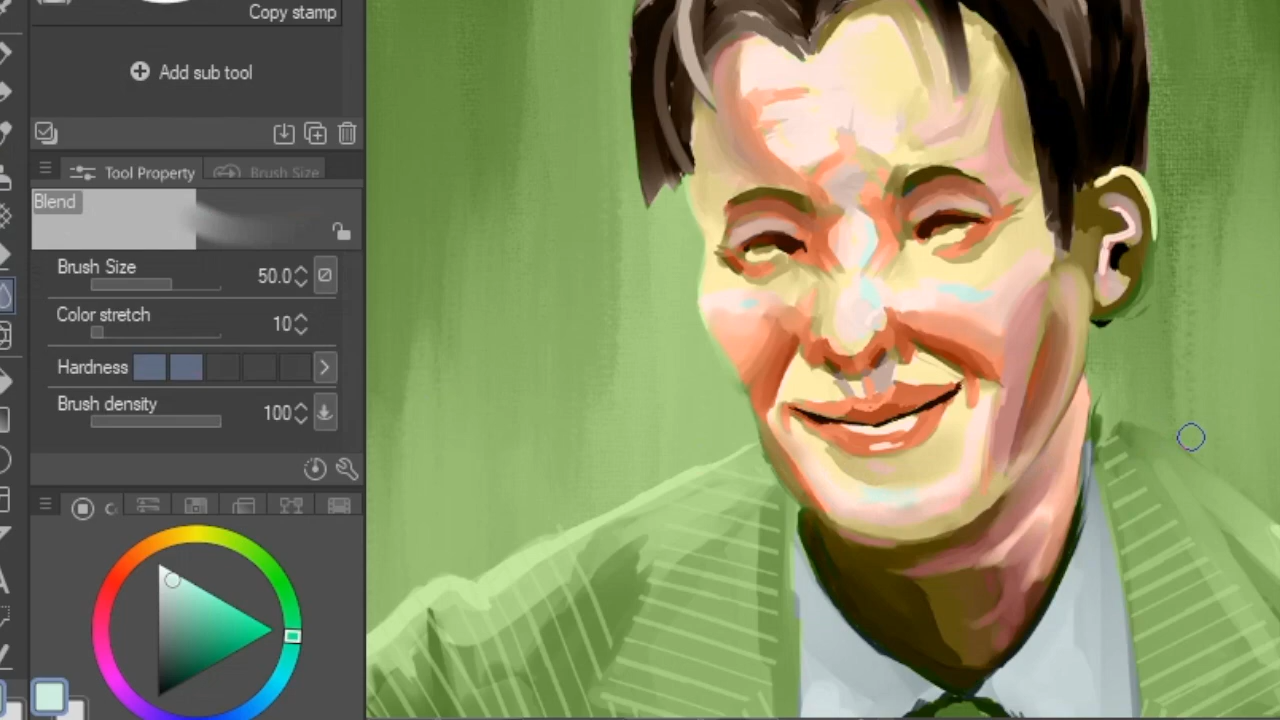 Copy stamp
Add sub tool
Tool Property
Brush Size
Blend
Brush Size 50.0
Color stretch 10
Hardness
Brush density 100